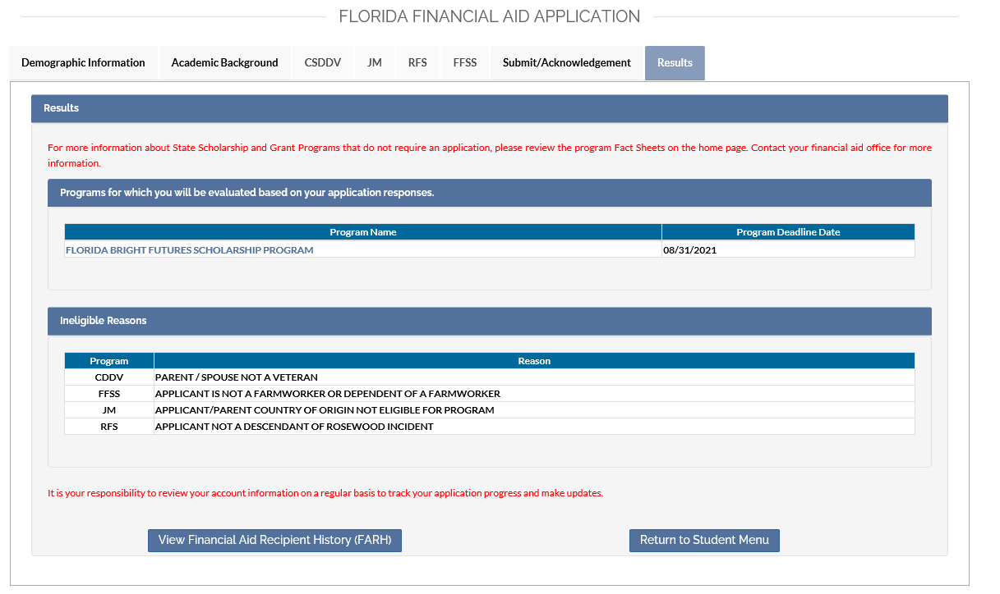 FLORIDA FINANCIAL AID APPLICATION
Demographic Information Academic Background CSDDV JM RFS FFSS Submit/Acknowledgement Results
Results
For more information about State Scholarship and Grant Programs that do not require an application, please review the program Fact Sheets on the home page. Contact your financial aid office for more
information.
Programs for which you will be evaluated based on your application responses.
Program Name Program Deadline Date
FLORIDA BRIGHT FUTURES SCHOLARSHIP PROGRAM 08/31/2021
Ineligible Reasons
Program Reason
CDDV PARENT / SPOUSE NOT A VETERAN
FFSS APPLICANT IS NOT A FARMWORKER OR DEPENDENT OF A FARMWORKER
JM APPLICANT/PARENT COUNTRY OF ORIGIN NOT ELIGIBLE FOR PROGRAM
RFS APPLICANT NOT A DESCENDANT OF ROSEWOOD INCIDENT
It is your responsibility to review your account information on a regular basis to track your application progress and make updates.
View Financial Aid Recipient History (FARH) Return to Student Menu